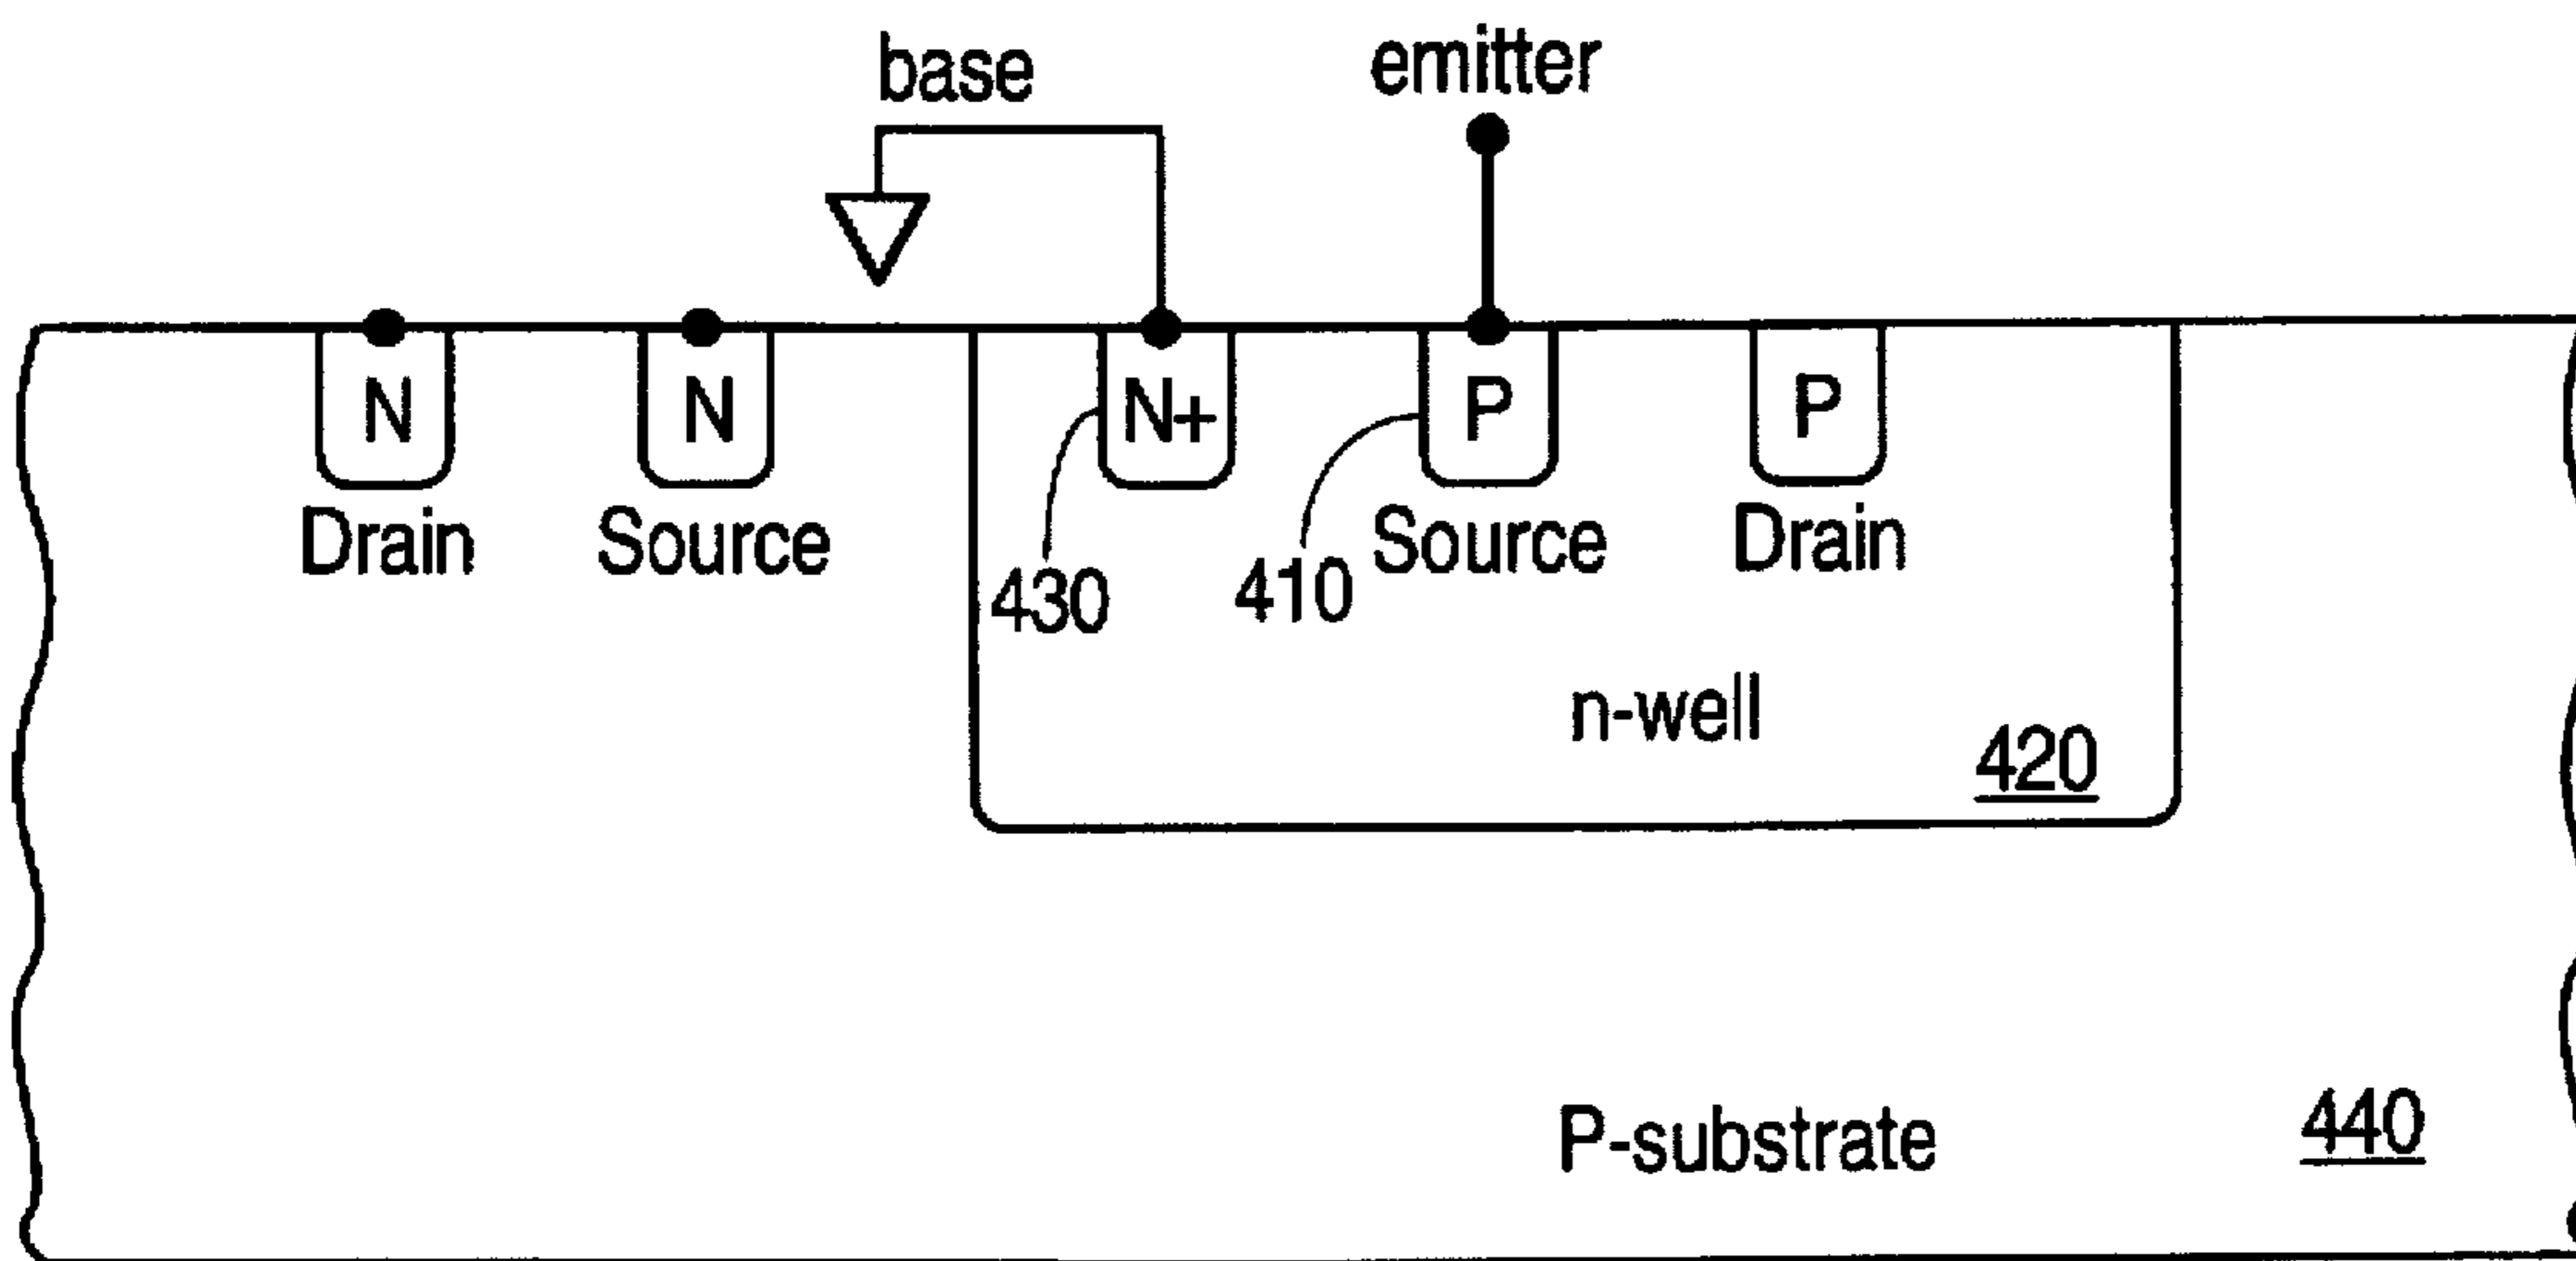 base
emitter
N
N
N+
P
P
Drain
Source
430
410
Source
Drain
n-well
420
P-substrate
440